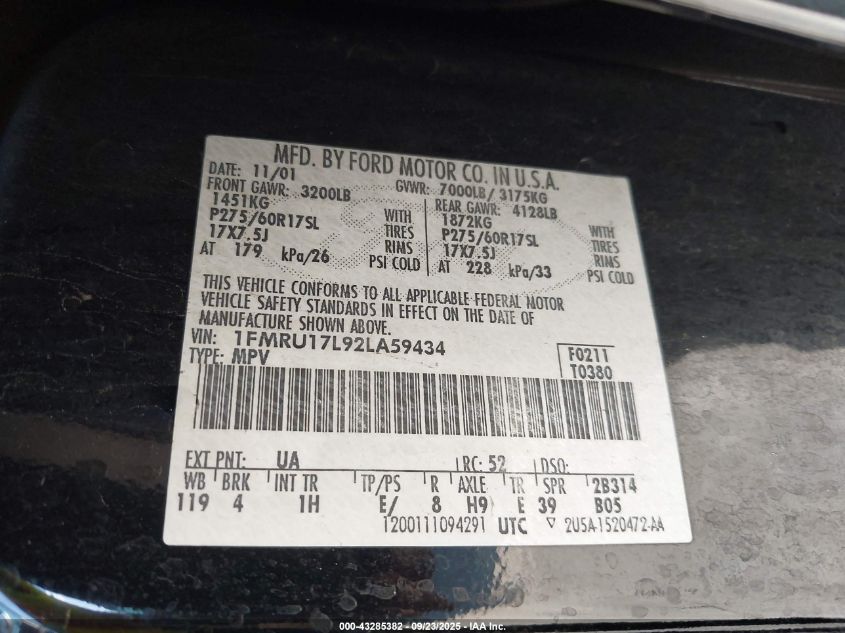 MFD. BY FORD MOTOR CO. IN U.S.A.
DATE: 11/01 GVWR: 7000LB/ 3175KG
FRONT GAWR: 3200LB REAR GAWR: 4128LB
1451KG WITH 1872KG WITH
P275/60R17SL TIRES P275/60R17SL TIRES
17X7.5J RIMS 17X7.5J RIMS
AT 179 kPa/26 PSI COLD AT 228 kPa/33 PSI COLD
THIS VEHICLE CONFORMS TO ALL APPLICABLE FEDERAL MOTOR
VEHICLE SAFETY STANDARDS IN EFFECT ON THE DATE OF
MANUFACTURE SHOWN ABOVE.
VIN: 1FMRU17L92LA59434 F0211
TYPE: MPV T0380
EXT PNT: UA RC: 52 DSO:
WB BRK INT TR TP/PS R AXLE TR SPR 2B314
119 4 1H E/ 8 H9 E 39 B05
1200111094291 UTC ▽ 2U5A-1520472-AA
000-43285382 - 09/23/2025 - IAA Inc.